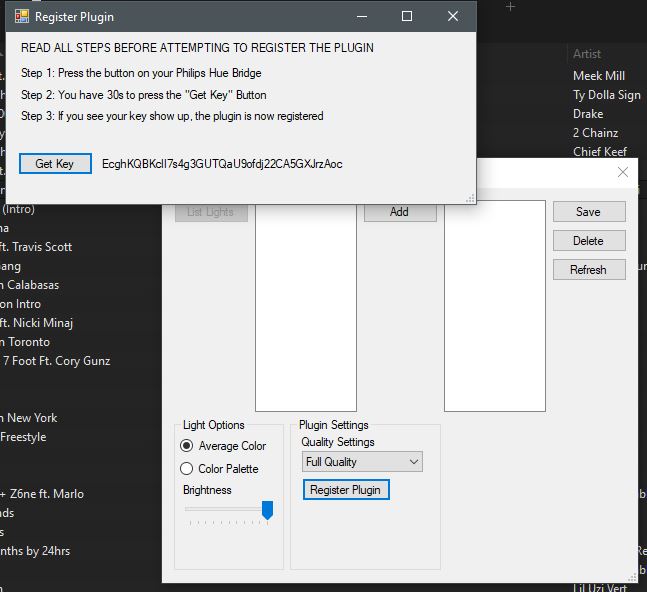 Register Plugin
READ ALL STEPS BEFORE ATTEMPTING TO REGISTER THE PLUGIN
Step 1: Press the button on your Philips Hue Bridge
Step 2: You have 30s to press the "Get Key" Button
Step 3: If you see your key show up, the plugin is now registered
Get Key
Artist
Meek Mill
Ty Dolla Sign
Drake
2 Chainz
Chief Keef
List Lights
Add
Save
Delete
Refresh
(Intro)
ft. Travis Scott
n Calabasas
on Intro
ft. Nicki Minaj
7 Foot Ft. Cory Gunz
n New York
Freestyle
+ Z6ne ft. Marlo
nths by 24hrs
Light Options
Average Color
Color Palette
Brightness
Plugin Settings
Quality Settings
Full Quality
Register Plugin
Lil Uzi Vert